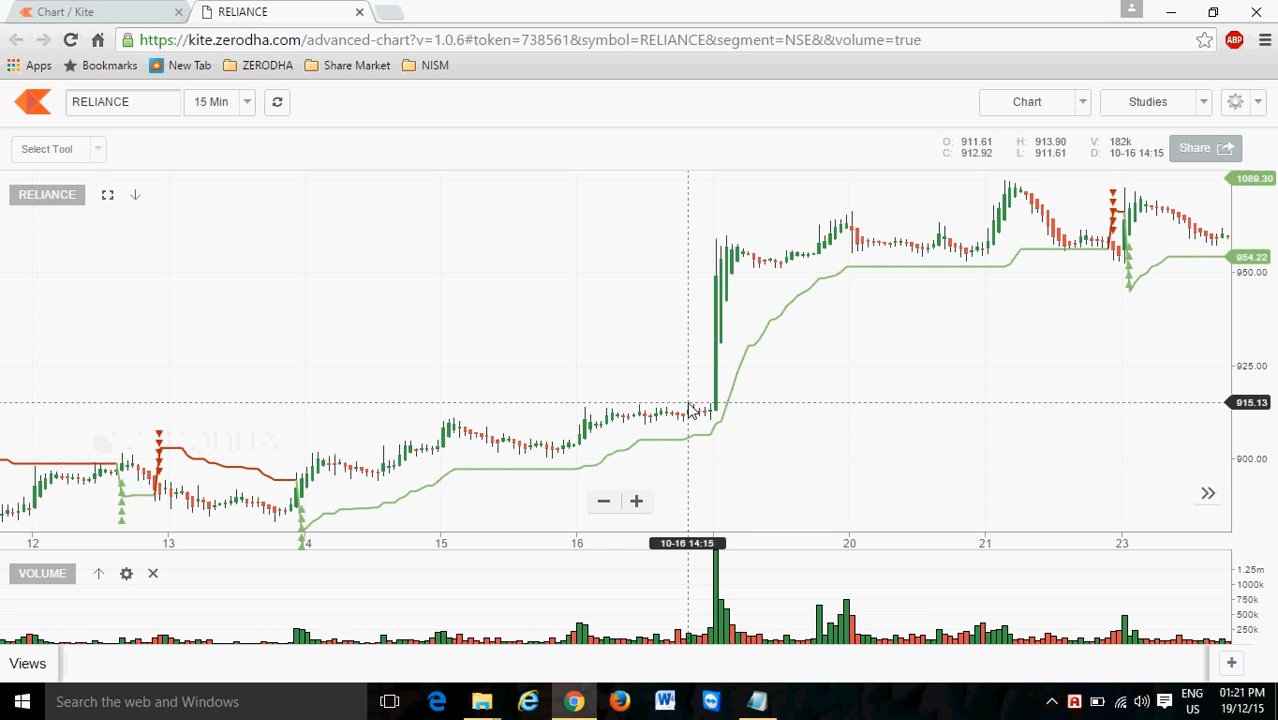 Chart / Kite
RELIANCE
https://kite.zerodha.com/advanced-chart?v=1.0.6#token=738561&symbol=RELIANCE&segment=NSE&&volume=true
ABP
Apps
Bookmarks
New Tab
ZERODHA
Share Market
NISM
RELIANCE
15 Min
Chart
Studies
Select Tool
O: 911.61 H: 913.90 V: 182k
C: 912.92 L: 911.61 D: 10-16 14:15
Share
RELIANCE
1089.30
954.22
950.00
925.00
915.13
900.00
12 13 14 15 16 10-16 14:15 20 21 23
VOLUME
1.25m
1000k
750k
500k
250k
Views
Search the web and Windows
ENG
US
01:21 PM
19/12/15